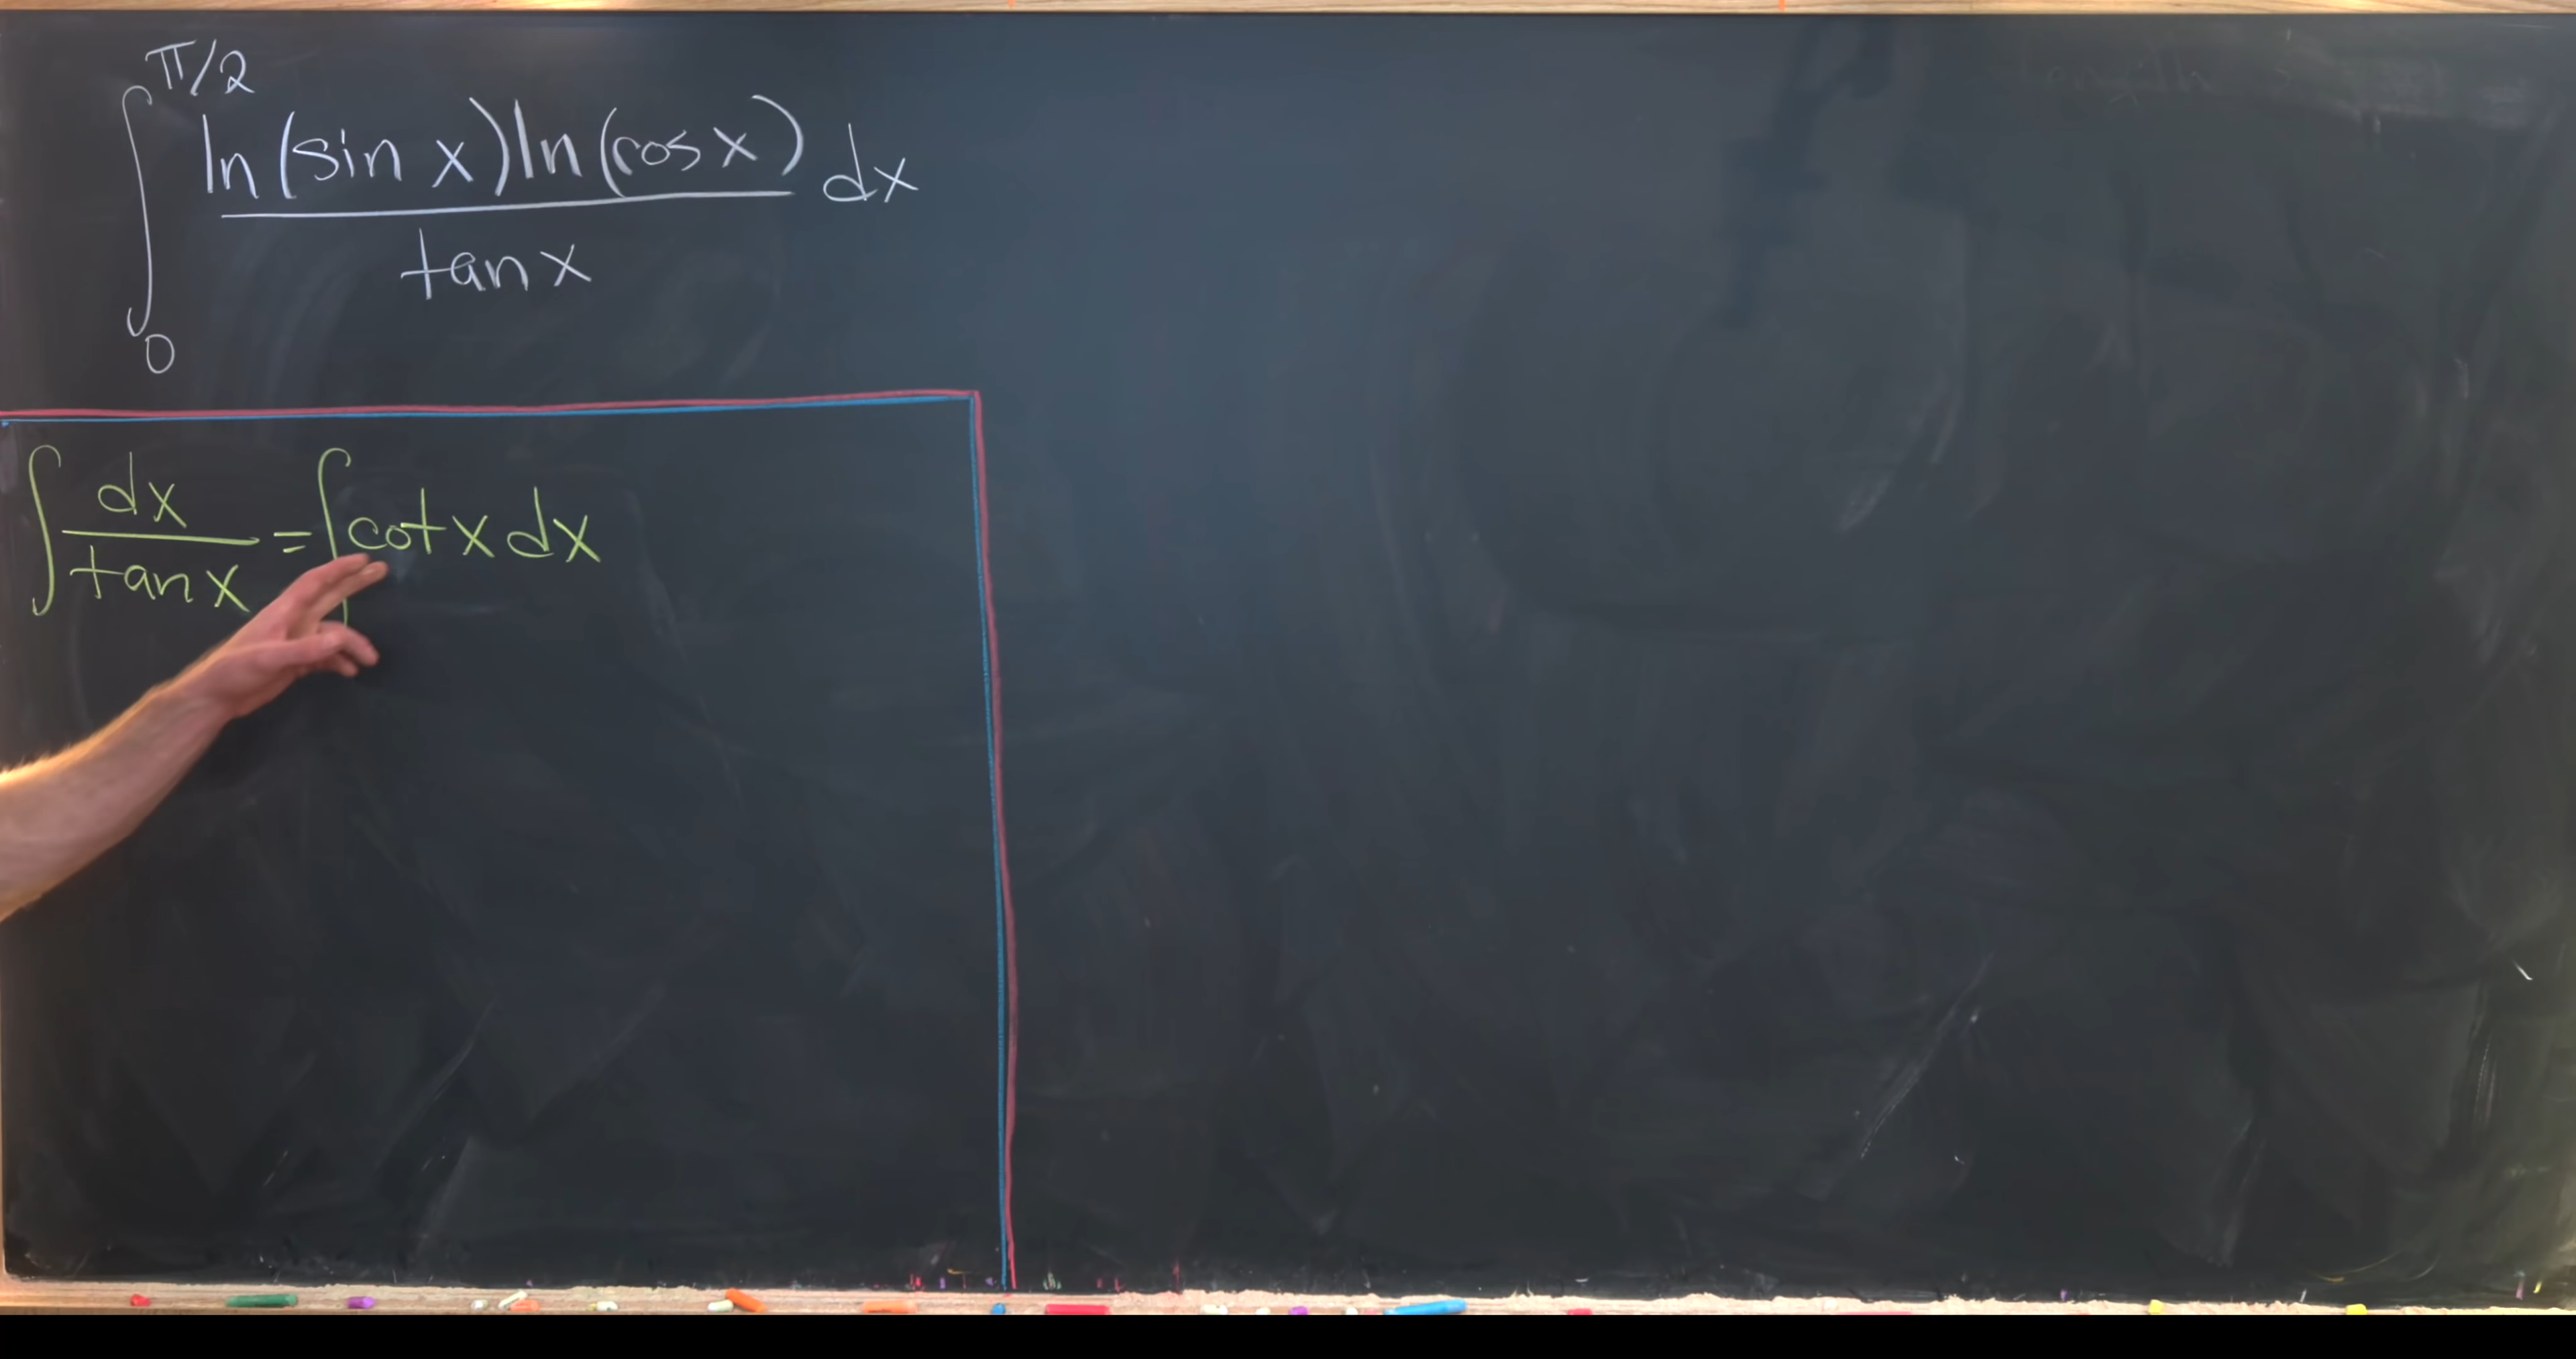 ∫₀^{π/2} ln(sin x)ln(cos x)/tan x dx
∫ dx/tan x = ∫cot x dx